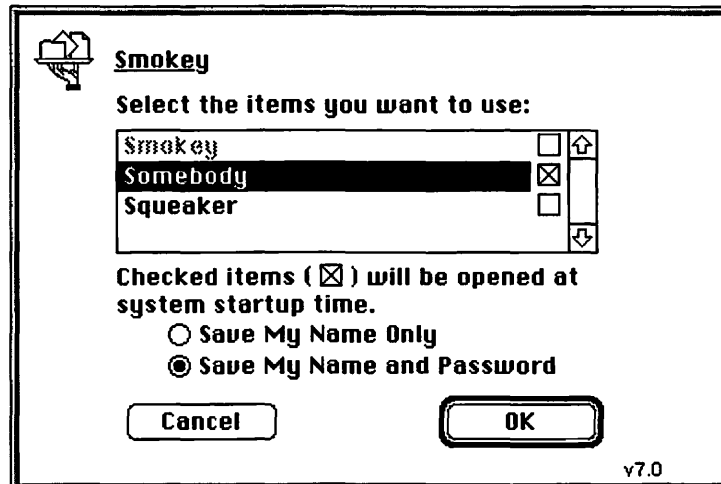 Smokey
Select the items you want to use:
Smokey
Somebody
Squeaker
Checked items ( ☒ ) will be opened at
system startup time.
Save My Name Only
Save My Name and Password
Cancel
OK
v7.0